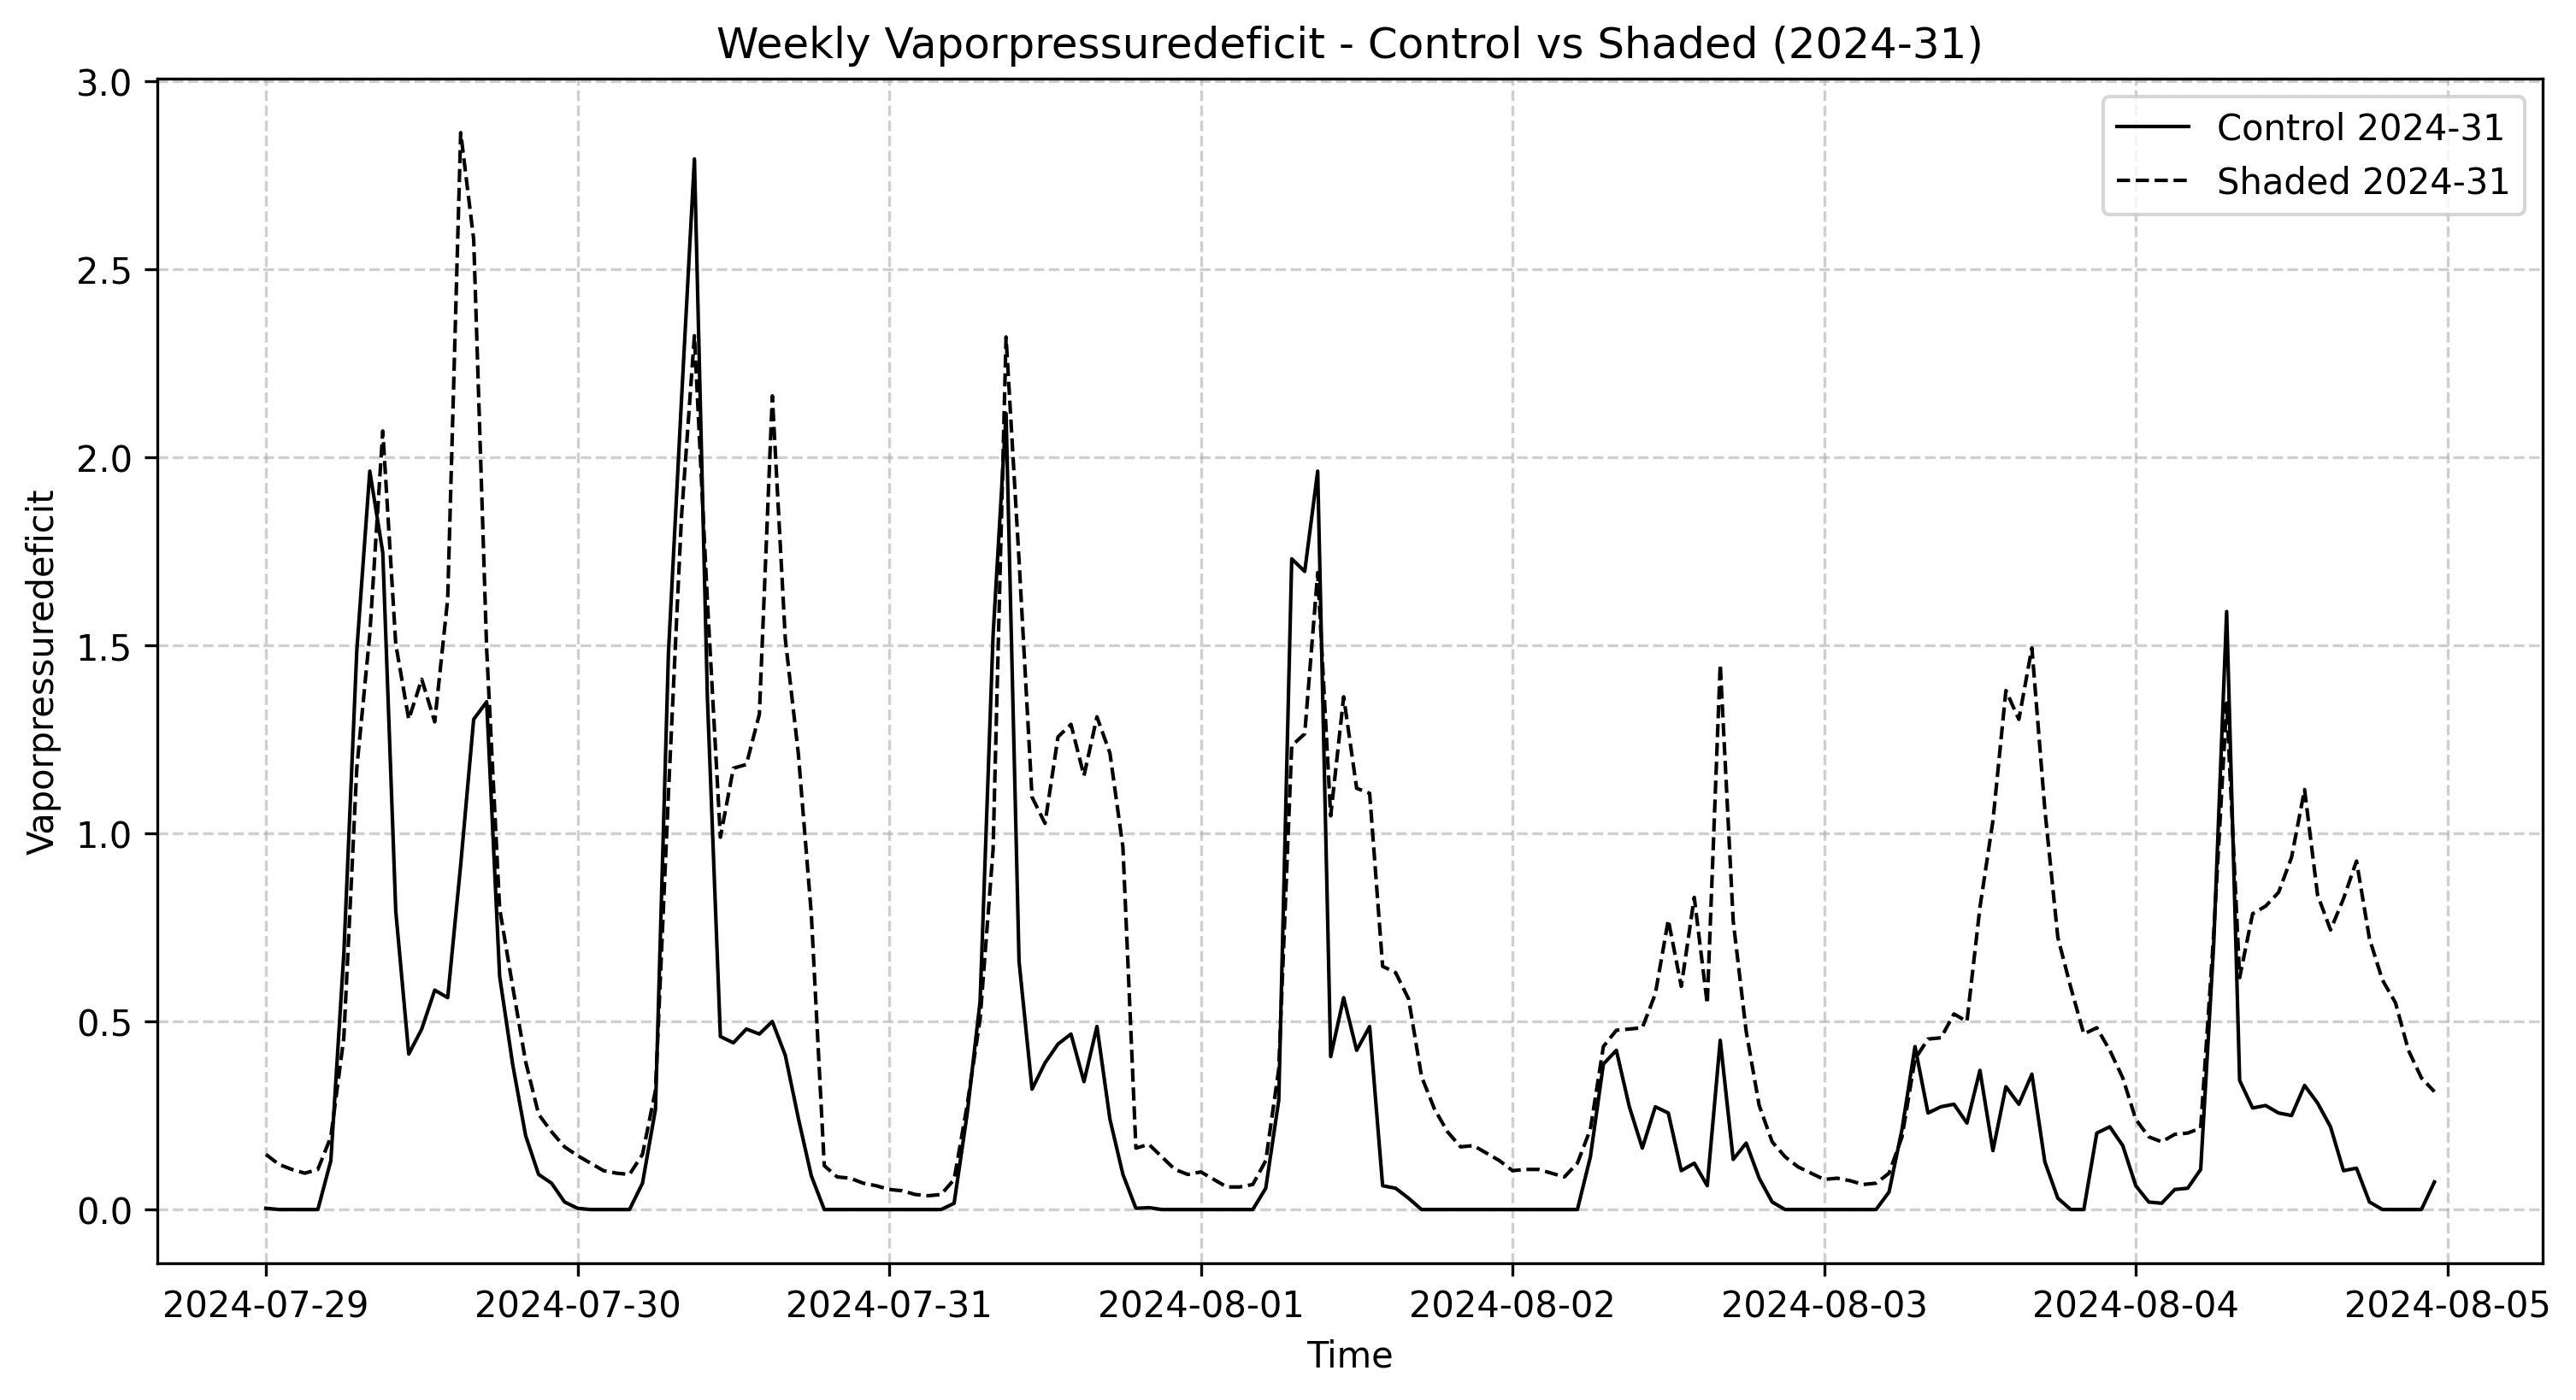 Weekly Vaporpressuredeficit - Control vs Shaded (2024-31)
Control 2024-31
Shaded 2024-31
Vaporpressuredeficit
3.0
2.5
2.0
1.5
1.0
0.5
0.0
2024-07-29 2024-07-30 2024-07-31 2024-08-01 2024-08-02 2024-08-03 2024-08-04 2024-08-05
Time